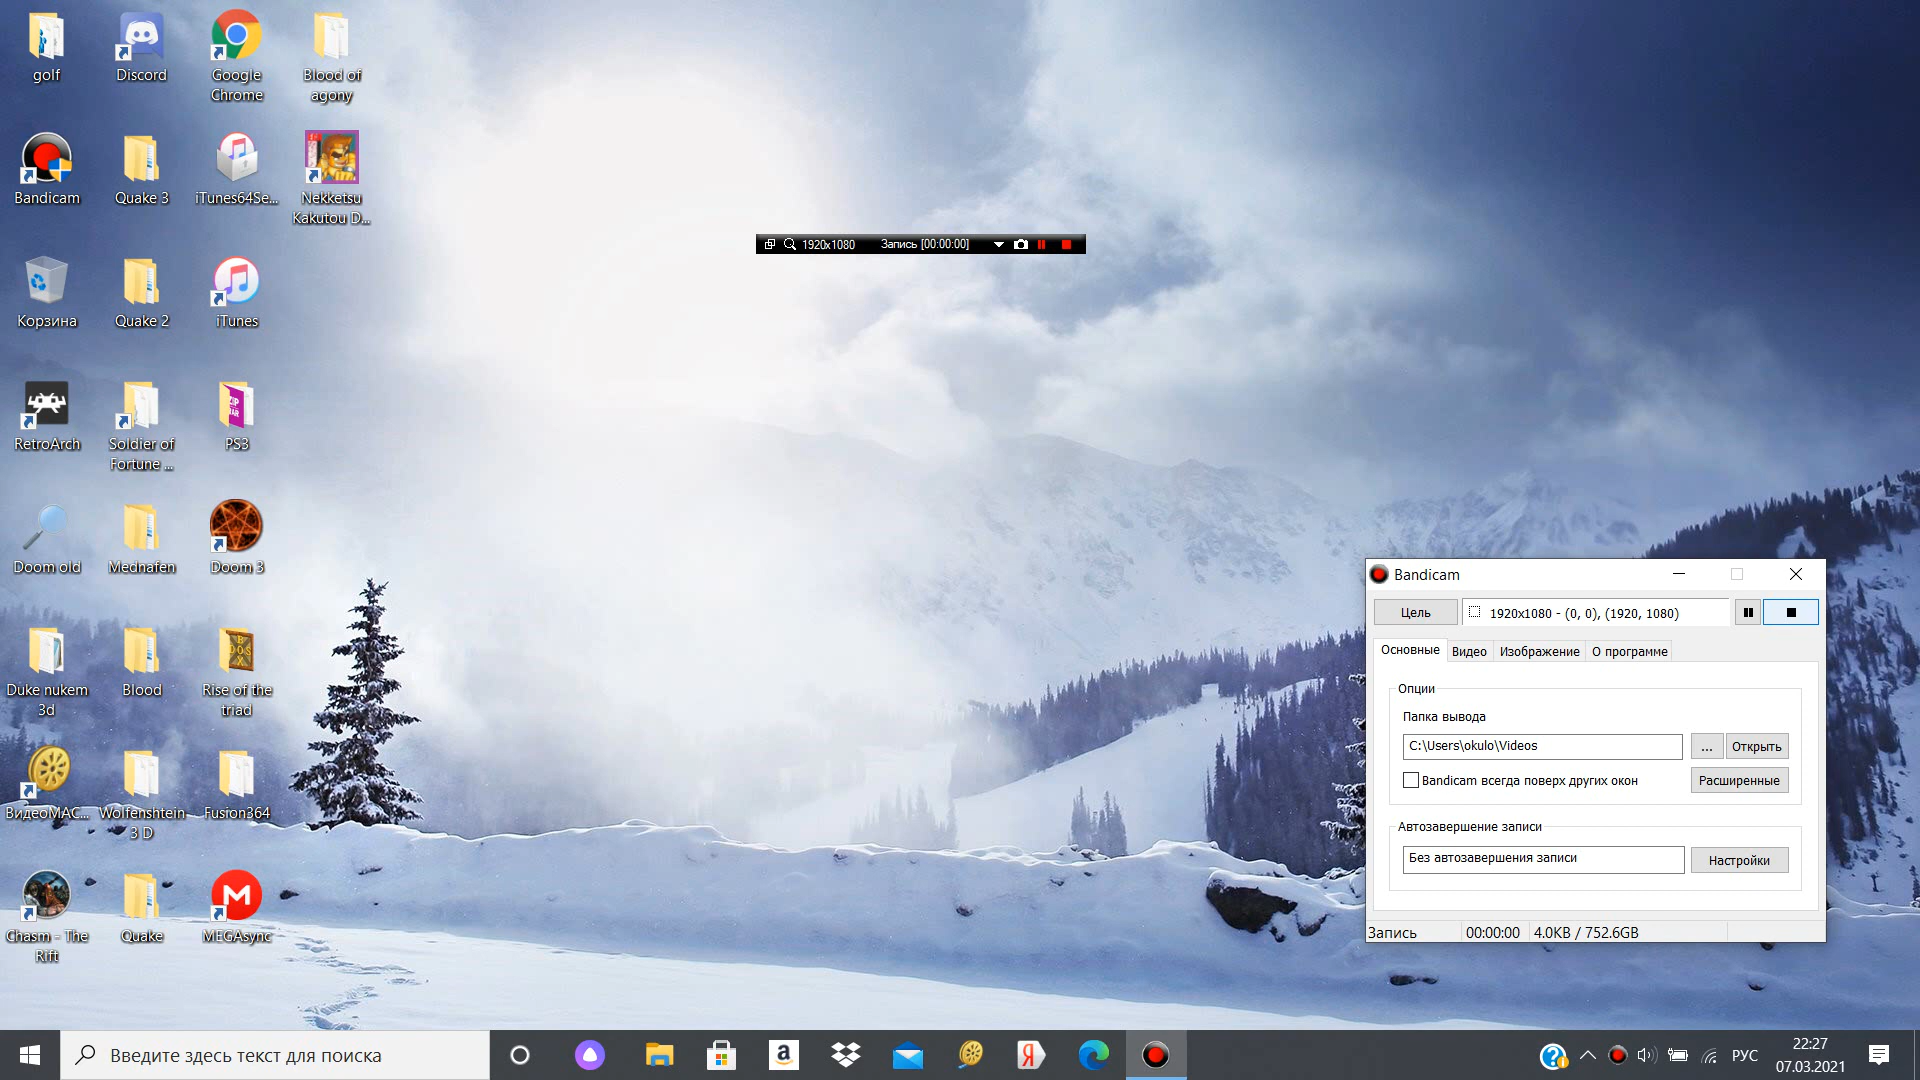 golf
Discord
Google
Chrome
Blood of
agony
Bandicam
Quake 3
iTunes64Se...
Nekketsu
Kakutou D...
Корзина
Quake 2
iTunes
RetroArch
Soldier of
Fortune ...
PS3
Doom old
Mednafen
Doom 3
Duke nukem
3d
Blood
Rise of the
triad
ВидеоМАС...
Wolfenshtein
3 D
Fusion364
Chasm - The
Rift
Quake
MEGAsync
1920x1080 Запись [00:00:00]
Bandicam
Цель 1920x1080 - (0, 0), (1920, 1080)
Основные Видео Изображение О программе
Опции
Папка вывода
C:\Users\okulo\Videos ... Открыть
Bandicam всегда поверх других окон Расширенные
Автозавершение записи
Без автозавершения записи Настройки
Запись 00:00:00 4.0KB / 752.6GB
Введите здесь текст для поиска
РУС
22:27
07.03.2021